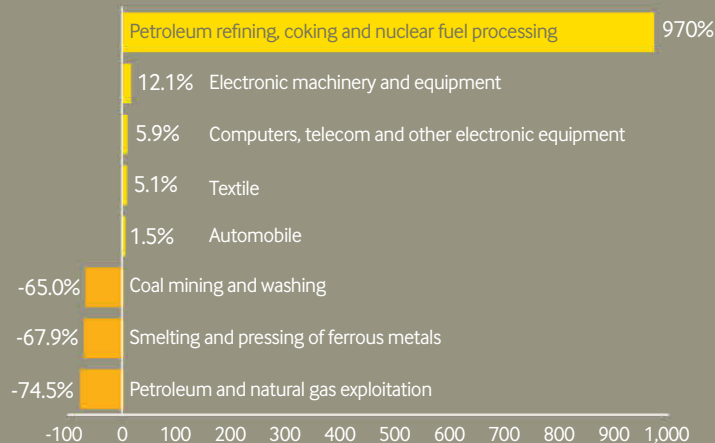 Petroleum refining, coking and nuclear fuel processing 970%
12.1% Electronic machinery and equipment
5.9% Computers, telecom and other electronic equipment
5.1% Textile
1.5% Automobile
-65.0% Coal mining and washing
-67.9% Smelting and pressing of ferrous metals
-74.5% Petroleum and natural gas exploitation
-100 0 100 200 300 400 500 600 700 800 900 1,000